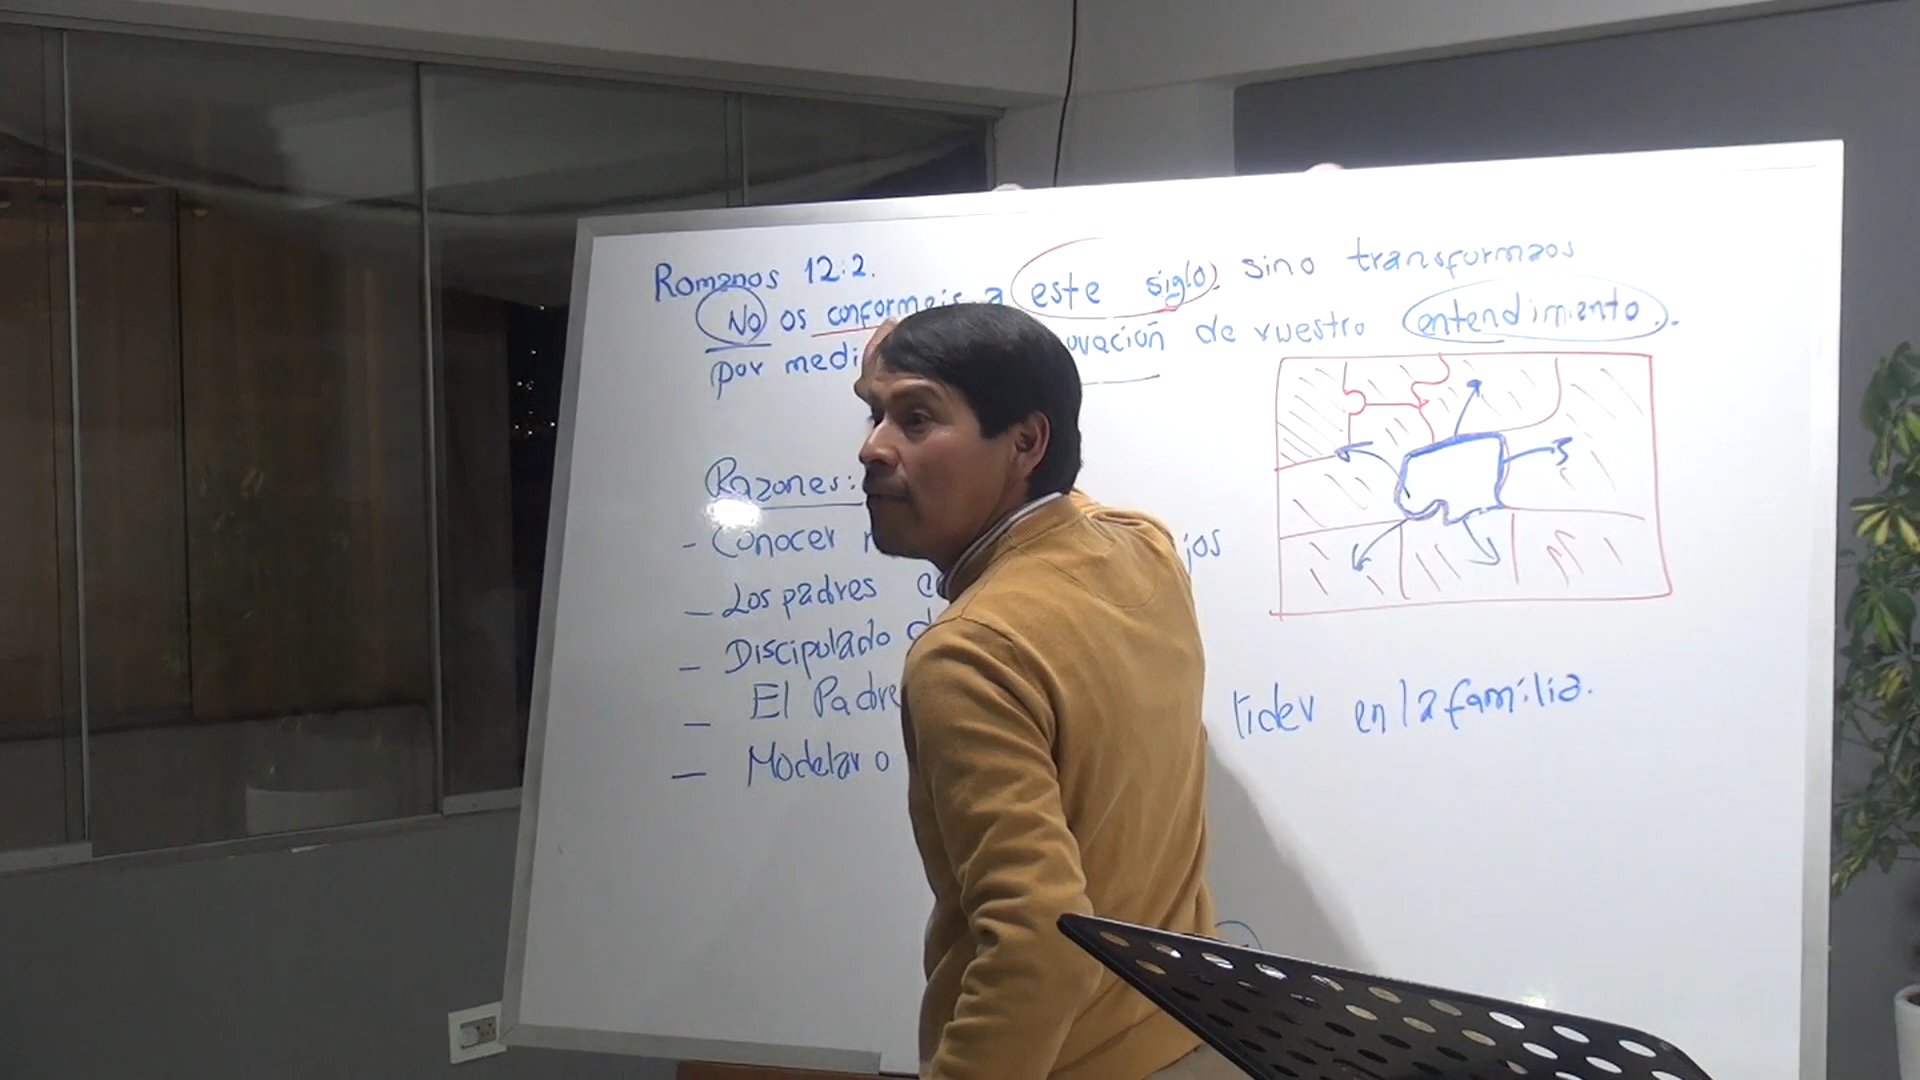 Romanos 12:2.
No os conformeis a este siglo, sino transformaos
por medi ovación de vuestro entendimiento.
Razones:
- Conocer jos
- Los padres
- Discipulado d
- El Padre lider en la familia.
- Modelar o